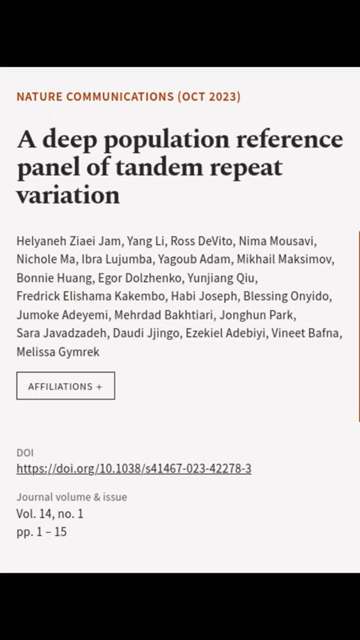 NATURE COMMUNICATIONS (OCT 2023)
A deep population reference
panel of tandem repeat
variation
Helyaneh Ziaei Jam, Yang Li, Ross DeVito, Nima Mousavi,
Nichole Ma, Ibra Lujumba, Yagoub Adam, Mikhail Maksimov,
Bonnie Huang, Egor Dolzhenko, Yunjiang Qiu,
Fredrick Elishama Kakembo, Habi Joseph, Blessing Onyido,
Jumoke Adeyemi, Mehrdad Bakhtiari, Jonghun Park,
Sara Javadzadeh, Daudi Jjingo, Ezekiel Adebiyi, Vineet Bafna,
Melissa Gymrek
AFFILIATIONS +
DOI
https://doi.org/10.1038/s41467-023-42278-3
Journal volume & issue
Vol. 14, no. 1
pp. 1 – 15